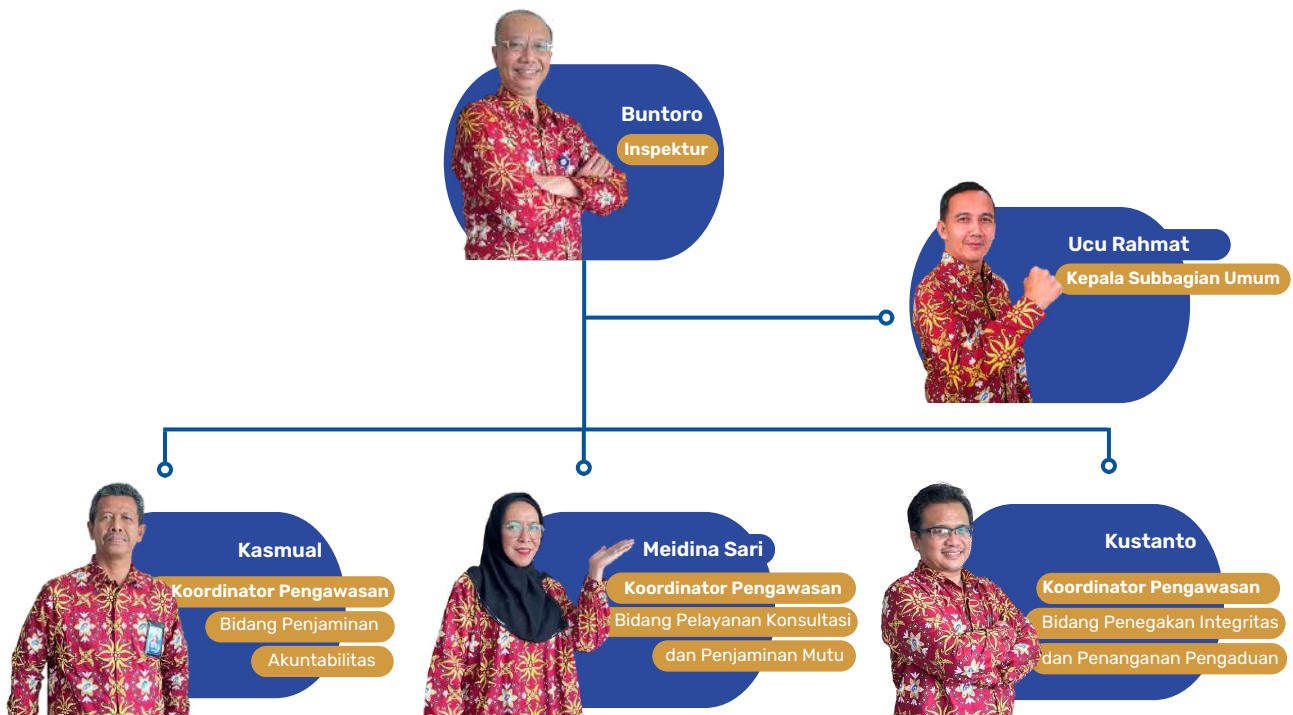 Buntoro
Inspektur
Ucu Rahmat
Kepala Subbagian Umum
Kasmual
Koordinator Pengawasan
Bidang Penjaminan
Akuntabilitas
Meidina Sari
Koordinator Pengawasan
Bidang Pelayanan Konsultasi
dan Penjaminan Mutu
Kustanto
Koordinator Pengawasan
Bidang Penegakan Integritas
dan Penanganan Pengaduan